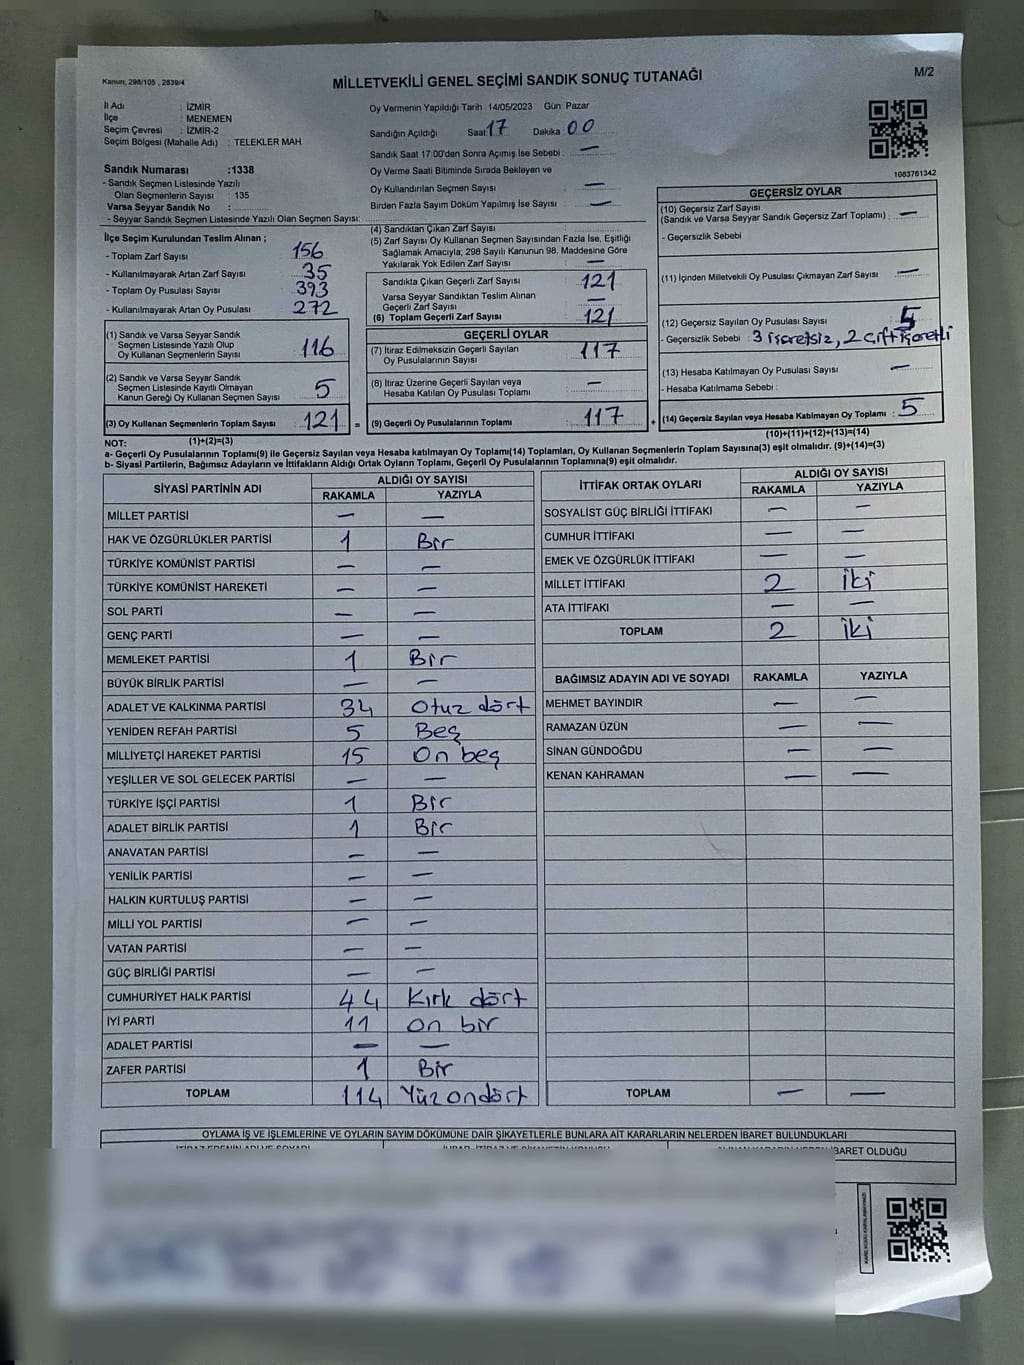 Kanun, 298/105 , 2839/4
MİLLETVEKİLİ GENEL SEÇİMİ SANDIK SONUÇ TUTANAĞI
M/2
İl Adı : İZMİR
İlçe : MENEMEN
Seçim Çevresi : İZMİR-2
Seçim Bölgesi (Mahalle Adı) : TELEKLER MAH
Sandık Numarası :1338
- Sandık Seçmen Listesinde Yazılı
Olan Seçmenlerin Sayısı : 135
Varsa Seyyar Sandık No :
- Seyyar Sandık Seçmen Listesinde Yazılı Olan Seçmen Sayısı:
Oy Vermenin Yapıldığı Tarih :14/05/2023 Gün: Pazar
Sandığın Açıldığı Saat 17 Dakika 00
Sandık Saat 17:00'den Sonra Açımış İse Sebebi : —
Oy Verme Saati Bitiminde Sırada Bekleyen ve
Oy Kullandırılan Seçmen Sayısı : —
Birden Fazla Sayım Döküm Yapılmış İse Sayısı : —
1083761342
İlçe Seçim Kurulundan Teslim Alınan ;
- Toplam Zarf Sayısı : 156
- Kullanılmayarak Artan Zarf Sayısı : 35
- Toplam Oy Pusulası Sayısı : 393
- Kullanılmayarak Artan Oy Pusulası : 272
(1) Sandık ve Varsa Seyyar Sandık
Seçmen Listesinde Yazılı Olup
Oy Kullanan Seçmenlerin Sayısı : 116
(2) Sandık ve Varsa Seyyar Sandık
Seçmen Listesinde Kayıtlı Olmayan
Kanun Gereği Oy Kullanan Seçmen Sayısı : 5
(3) Oy Kullanan Seçmenlerin Toplam Sayısı : 121 =
(1)+(2)=(3)
(4) Sandıktan Çıkan Zarf Sayısı :
(5) Zarf Sayısı Oy Kullanan Seçmen Sayısından Fazla İse, Eşitliği
Sağlamak Amacıyla, 298 Sayılı Kanunun 98. Maddesine Göre
Yakılarak Yok Edilen Zarf Sayısı : —
Sandıkta Çıkan Geçerli Zarf Sayısı : 121
Varsa Seyyar Sandıktan Teslim Alınan
Geçerli Zarf Sayısı : —
(6) Toplam Geçerli Zarf Sayısı : 121
GEÇERLİ OYLAR
(7) İtiraz Edilmeksizin Geçerli Sayılan
Oy Pusulalarının Sayısı : 117
(8) İtiraz Üzerine Geçerli Sayılan veya
Hesaba Katılan Oy Pusulası Toplamı : —
(9) Geçerli Oy Pusulalarının Toplamı : 117 +
GEÇERSİZ OYLAR
(10) Geçersiz Zarf Sayısı
(Sandık ve Varsa Seyyar Sandık Geçersiz Zarf Toplamı) : —
- Geçersizlik Sebebi :
(11) İçinden Milletvekili Oy Pusulası Çıkmayan Zarf Sayısı : —
(12) Geçersiz Sayılan Oy Pusulası Sayısı : 5
- Geçersizlik Sebebi : 3 işaretsiz, 2 çift işaretli
(13) Hesaba Katılmayan Oy Pusulası Sayısı : —
- Hesaba Katılmama Sebebi :
(14) Geçersiz Sayılan veya Hesaba Katılmayan Oy Toplamı : 5
(10)+(11)+(12)+(13)=(14)
NOT:
a- Geçerli Oy Pusulalarının Toplamı(9) ile Geçersiz Sayılan veya Hesaba katılmayan Oy Toplamı(14) Toplamları, Oy Kullanan Seçmenlerin Toplam Sayısına(3) eşit olmalıdır. (9)+(14)=(3)
b- Siyasi Partilerin, Bağımsız Adayların ve İttifakların Aldığı Ortak Oyların Toplamı, Geçerli Oy Pusulalarının Toplamına(9) eşit olmalıdır.
SİYASİ PARTİNİN ADI ALDIĞI OY SAYISI
RAKAMLA YAZIYLA
MİLLET PARTİSİ — —
HAK VE ÖZGÜRLÜKLER PARTİSİ 1 Bir
TÜRKİYE KOMÜNİST PARTİSİ — —
TÜRKİYE KOMÜNİST HAREKETİ — —
SOL PARTİ — —
GENÇ PARTİ — —
MEMLEKET PARTİSİ 1 Bir
BÜYÜK BİRLİK PARTİSİ — —
ADALET VE KALKINMA PARTİSİ 34 Otuz dört
YENİDEN REFAH PARTİSİ 5 Beş
MİLLİYETÇİ HAREKET PARTİSİ 15 On beş
YEŞİLLER VE SOL GELECEK PARTİSİ — —
TÜRKİYE İŞÇİ PARTİSİ 1 Bir
ADALET BİRLİK PARTİSİ 1 Bir
ANAVATAN PARTİSİ — —
YENİLİK PARTİSİ — —
HALKIN KURTULUŞ PARTİSİ — —
MİLLİ YOL PARTİSİ — —
VATAN PARTİSİ — —
GÜÇ BİRLİĞİ PARTİSİ — —
CUMHURİYET HALK PARTİSİ 44 Kırk dört
İYİ PARTİ 11 On bir
ADALET PARTİSİ — —
ZAFER PARTİSİ 1 Bir
TOPLAM 114 Yüz ondört
İTTİFAK ORTAK OYLARI ALDIĞI OY SAYISI
RAKAMLA YAZIYLA
SOSYALİST GÜÇ BİRLİĞİ İTTİFAKI — —
CUMHUR İTTİFAKI — —
EMEK VE ÖZGÜRLÜK İTTİFAKI — —
MİLLET İTTİFAKI 2 İki
ATA İTTİFAKI — —
TOPLAM 2 İki
BAĞIMSIZ ADAYIN ADI VE SOYADI RAKAMLA YAZIYLA
MEHMET BAYINDIR — —
RAMAZAN ÜZÜN — —
SİNAN GÜNDOĞDU — —
KENAN KAHRAMAN — —
TOPLAM — —
OYLAMA İŞ VE İŞLEMLERİNE VE OYLARIN SAYIM DÖKÜMÜNE DAİR ŞİKAYETLERLE BUNLARA AİT KARARLARIN NELERDEN İBARET BULUNDUKLARI
İBARET OLDUĞU